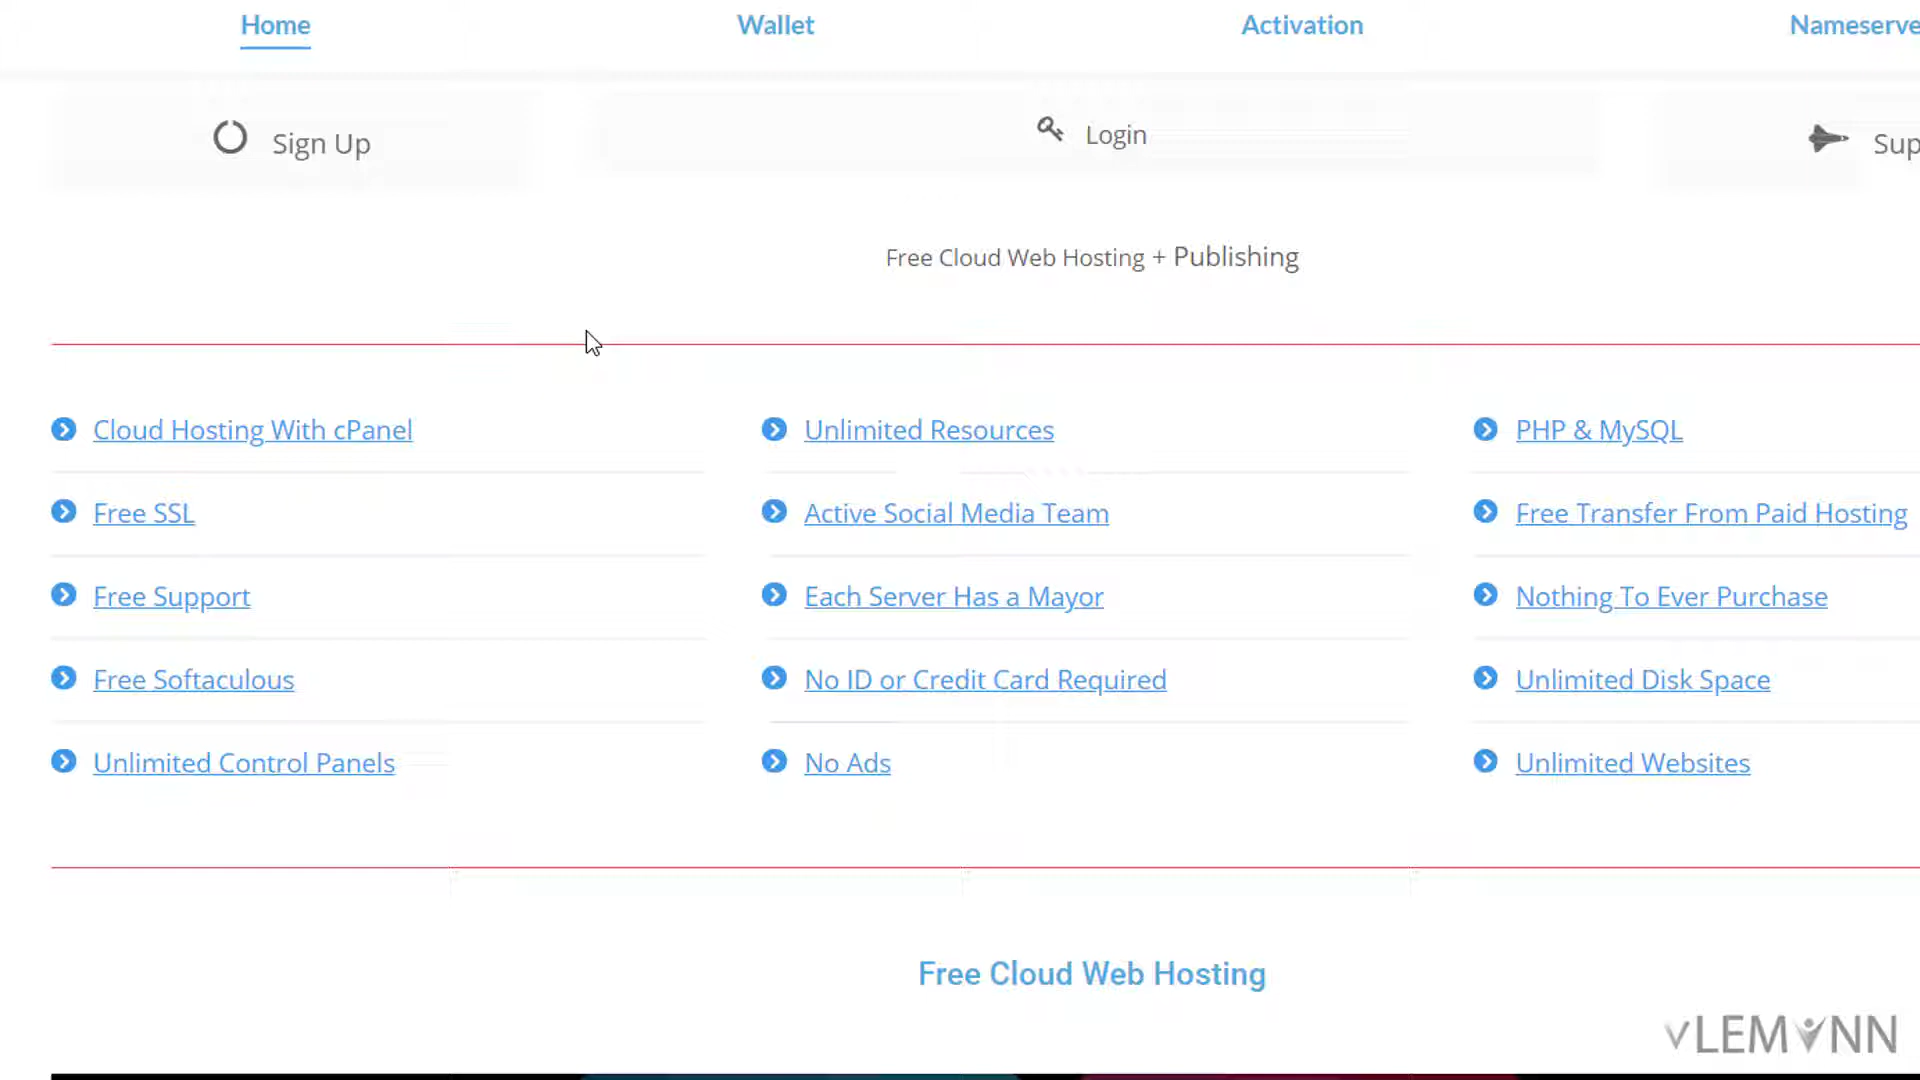 Home Wallet Activation Nameserve
Sign Up Login Sup
Free Cloud Web Hosting + Publishing
Cloud Hosting With cPanel Unlimited Resources PHP & MySQL
Free SSL Active Social Media Team Free Transfer From Paid Hosting
Free Support Each Server Has a Mayor Nothing To Ever Purchase
Free Softaculous No ID or Credit Card Required Unlimited Disk Space
Unlimited Control Panels No Ads Unlimited Websites
Free Cloud Web Hosting
vLEMYNN